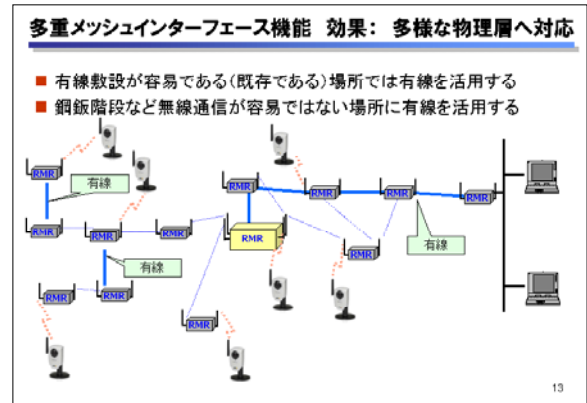 多重メッシュインターフェース機能 効果： 多様な物理層へ対応
■ 有線敷設が容易である(既存である)場所では有線を活用する
■ 鋼鈑階段など無線通信が容易ではない場所に有線を活用する
RMR
有線
RMR
RMR
RMR
RMR
RMR
RMR
RMR
RMR
RMR
RMR
有線
有線
RMR
RMR
RMR
13